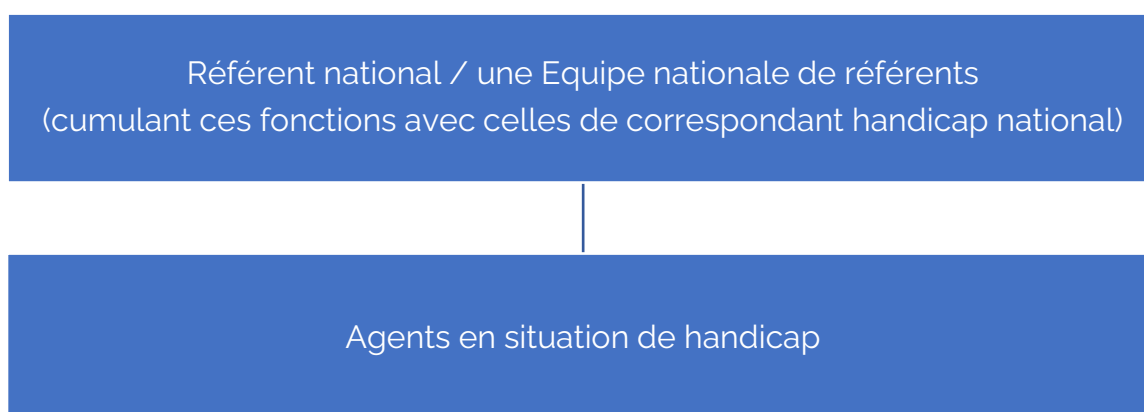 Référent national / une Equipe nationale de référents
(cumulant ces fonctions avec celles de correspondant handicap national)
Agents en situation de handicap